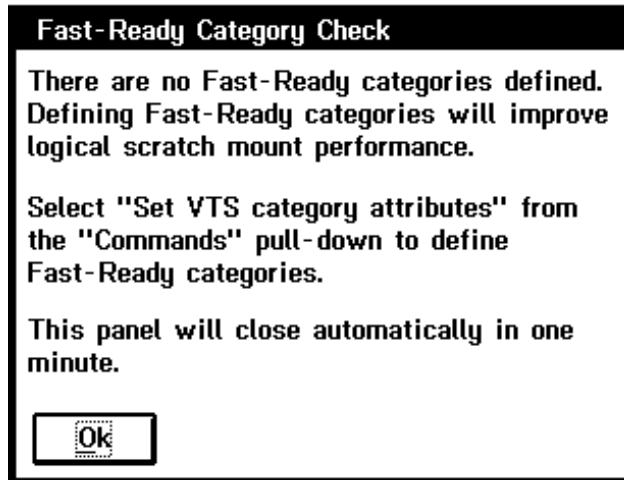 Fast-Ready Category Check
There are no Fast-Ready categories defined.
Defining Fast-Ready categories will improve
logical scratch mount performance.
Select "Set VTS category attributes" from
the "Commands" pull-down to define
Fast-Ready categories.
This panel will close automatically in one
minute.
Ok